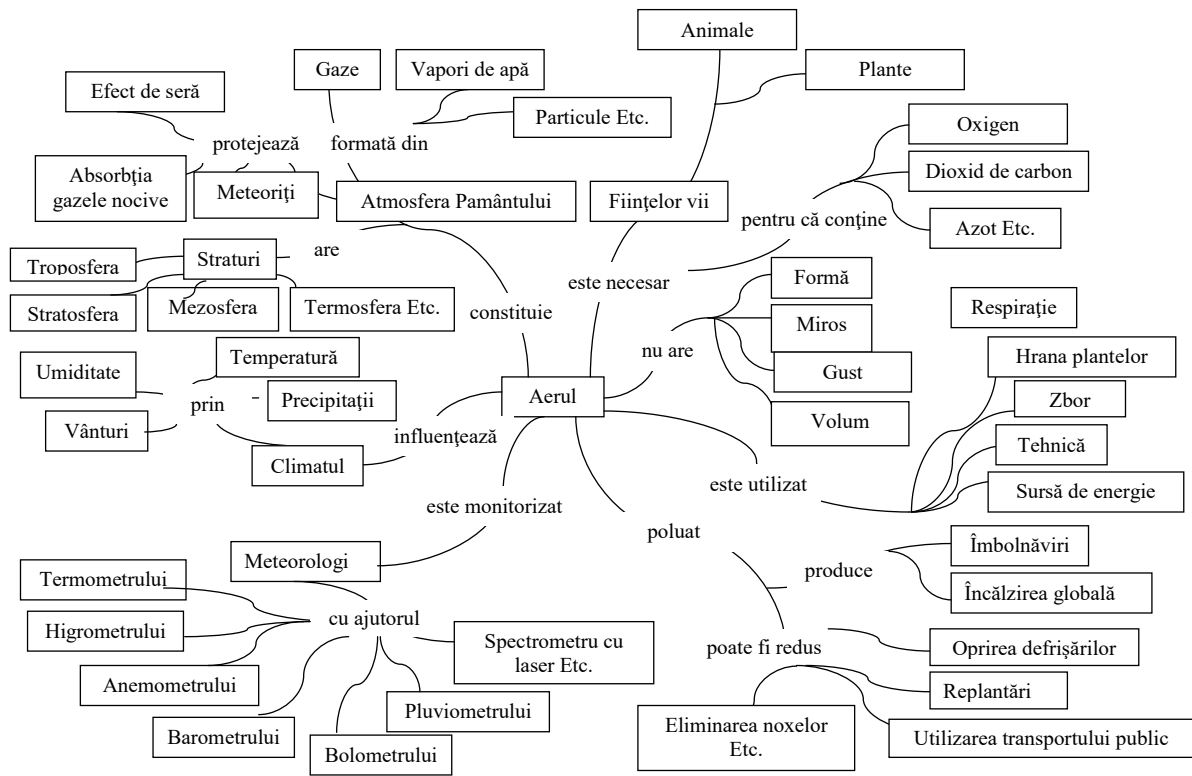 Animale
Gaze
Vapori de apă
Plante
Efect de seră
Particule Etc.
Oxigen
protejează
formată din
Absorbţia
gazele nocive
Meteoriţi
Dioxid de carbon
Atmosfera Pamântului
Fiinţelor vii
pentru că conţine
Azot Etc.
are
Straturi
Troposfera
este necesar
Formă
Stratosfera
Mezosfera
Termosfera Etc.
constituie
Respiraţie
Miros
nu are
Temperatură
Hrana plantelor
Umiditate
Gust
prin
Precipitaţii
Aerul
Zbor
Vânturi
influenţează
Volum
Tehnică
Climatul
este utilizat
Sursă de energie
este monitorizat
poluat
Îmbolnăviri
Meteorologi
produce
Termometrului
Încălzirea globală
cu ajutorul
Higrometrului
Spectrometru cu
laser Etc.
poate fi redus
Oprirea defrişărilor
Anemometrului
Replantări
Pluviometrului
Eliminarea noxelor
Etc.
Barometrului
Utilizarea transportului public
Bolometrului